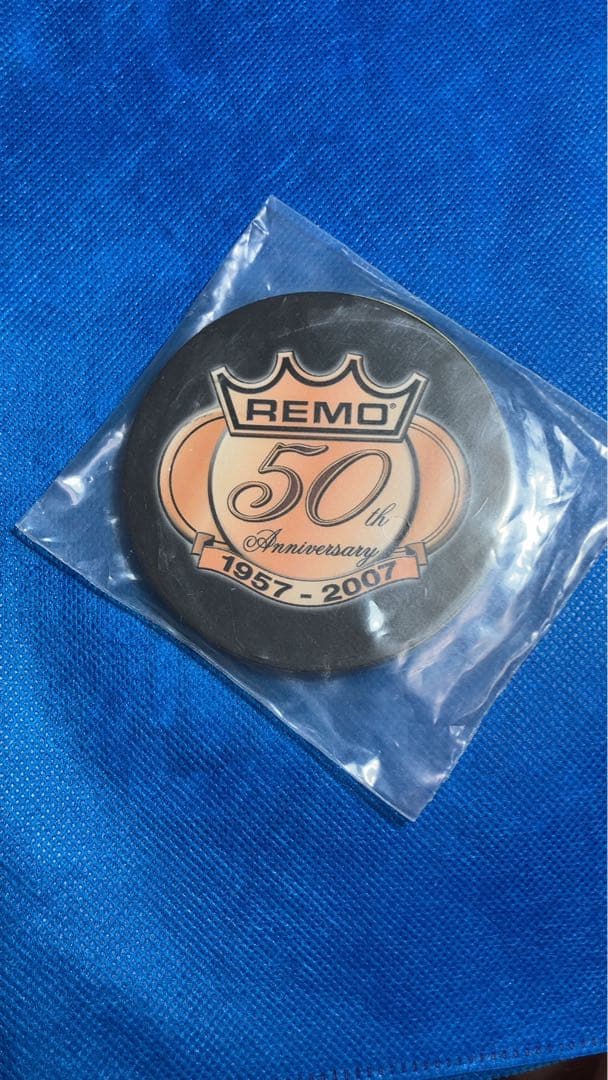 REMO®
50th
Anniversary
1957 - 2007